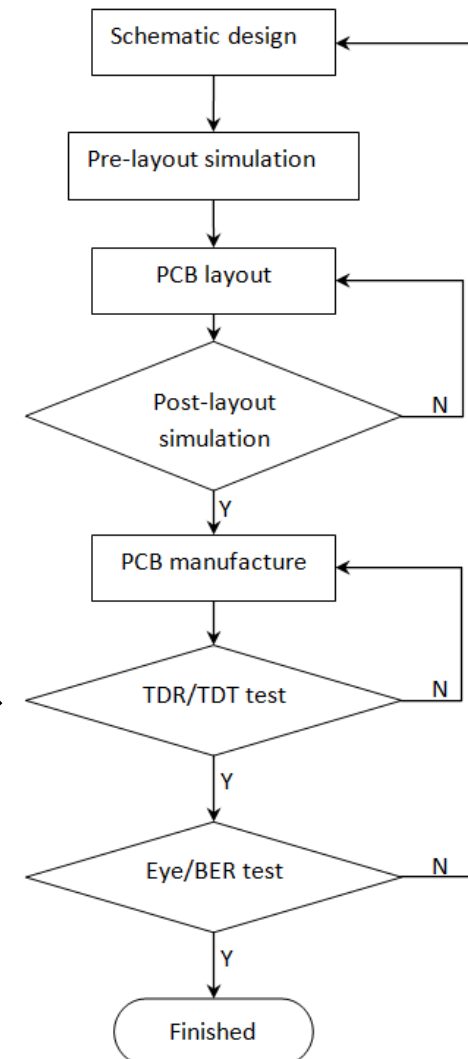 Schematic design
Pre-layout simulation
PCB layout
Post-layout
simulation
N
Y
PCB manufacture
TDR/TDT test
N
Y
Eye/BER test
N
Y
Finished